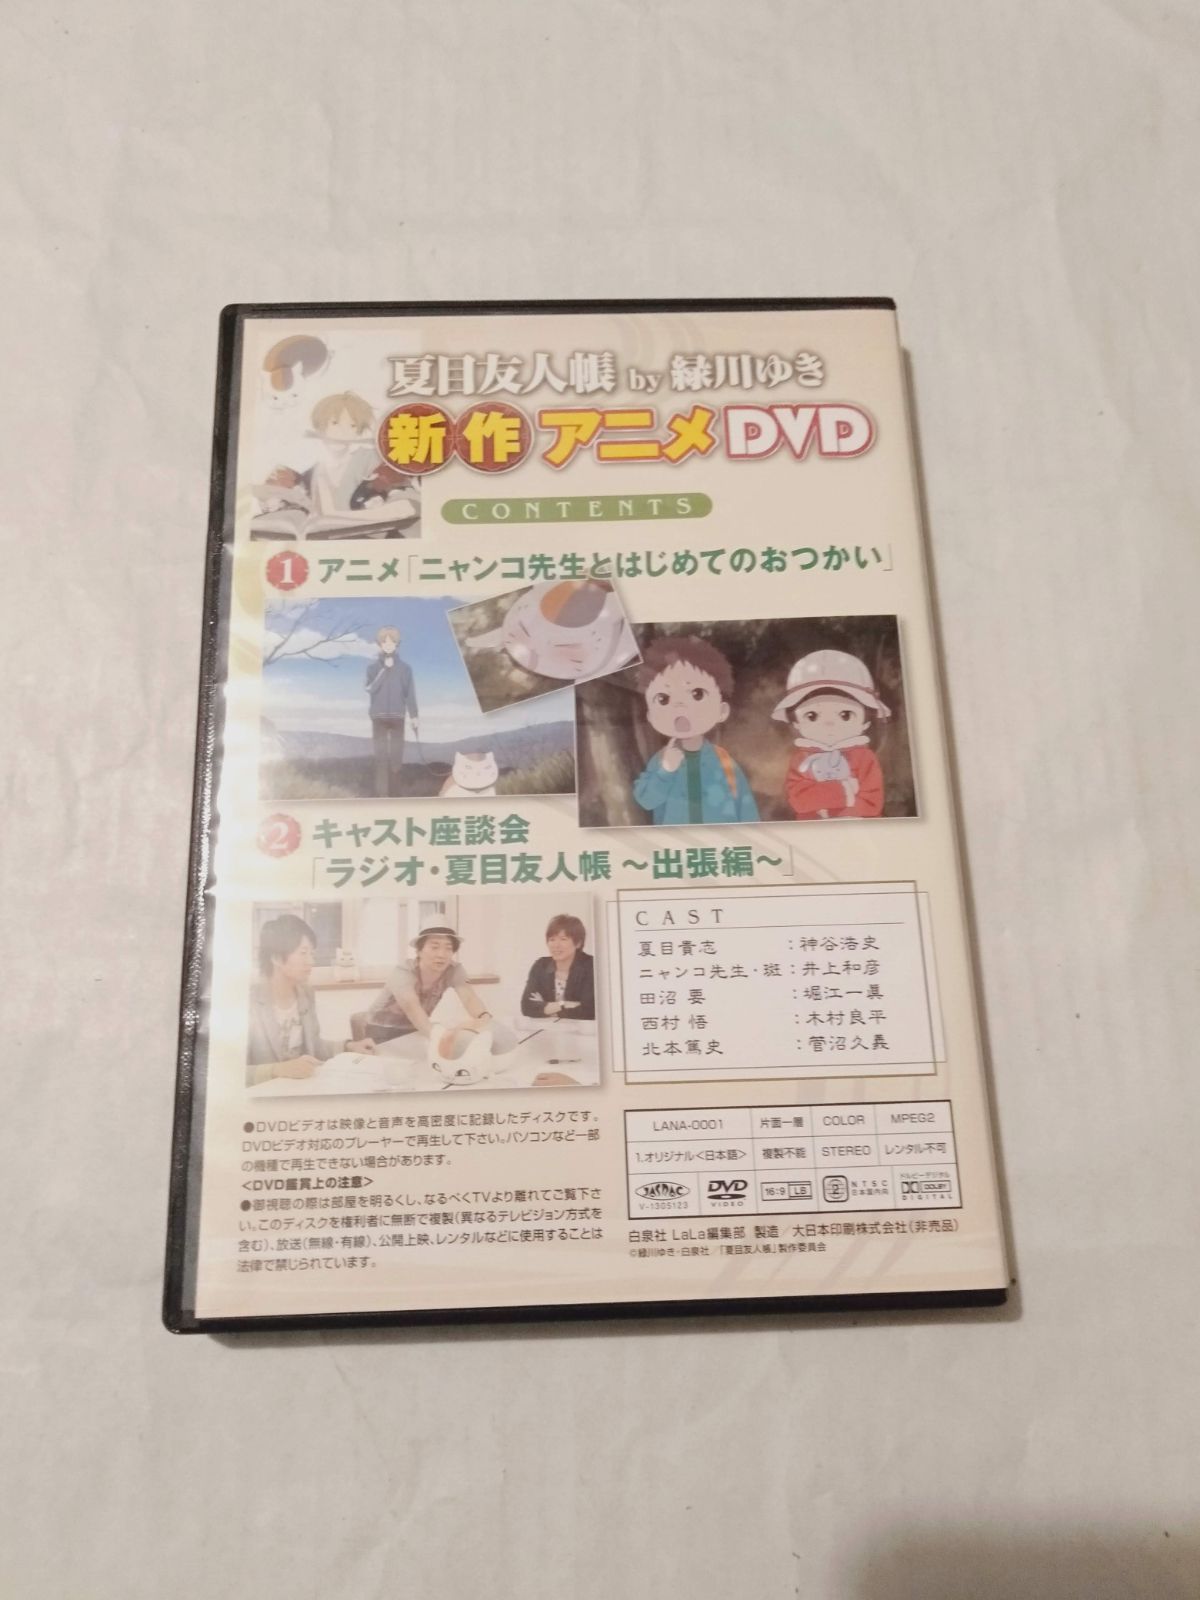 夏目友人帳 by 緑川ゆき
新作アニメDVD
CONTENTS
1 アニメ「ニャンコ先生とはじめてのおつかい」
2 キャスト座談会
「ラジオ・夏目友人帳 ～出張編～」
CAST
夏目貴志 ：神谷浩史
ニャンコ先生・斑：井上和彦
田沼 要 ：堀江一眞
西村 悟 ：木村良平
北本篤史 ：菅沼久義
●DVDビデオは映像と音声を高密度に記録したディスクです。
DVDビデオ対応のプレーヤーで再生して下さい。パソコンなど一部
の機種で再生できない場合があります。
<DVD鑑賞上の注意>
●御視聴の際は部屋を明るくし、なるべくTVより離れてご覧下さ
い。このディスクを権利者に無断で複製(異なるテレビジョン方式を
含む)、放送(無線・有線)、公開上映、レンタルなどに使用することは
法律で禁じられています。
LANA-0001 片面一層 COLOR MPEG2
1.オリジナル<日本語> 複製不能 STEREO レンタル不可
JASRAC
V-1305123
DVD
VIDEO
16:9 LB
2
NTSC
日本国内向
ドルビーデジタル
DOLBY
DIGITAL
白泉社 LaLa編集部 製造／大日本印刷株式会社(非売品)
©緑川ゆき・白泉社／「夏目友人帳」製作委員会